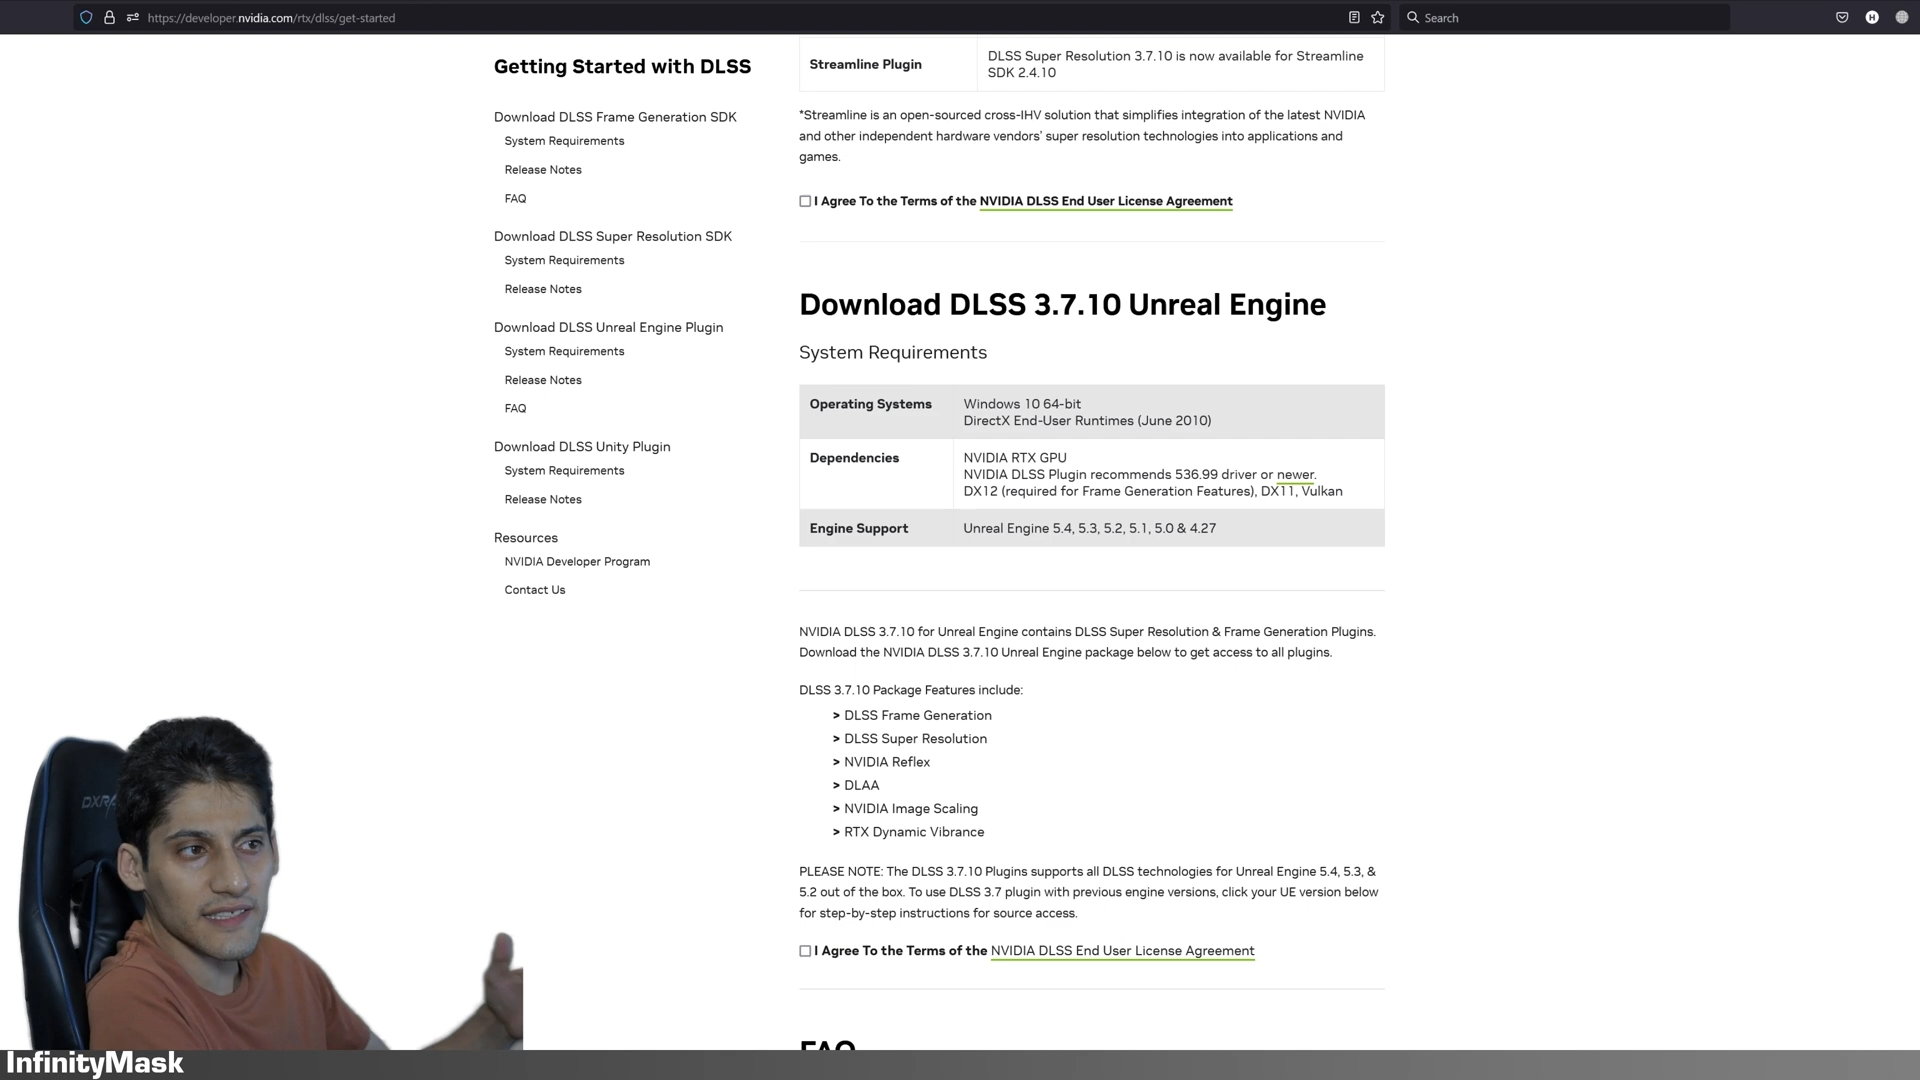 https://developer.nvidia.com/rtx/dlss/get-started
Search
H
Getting Started with DLSS
Download DLSS Frame Generation SDK
System Requirements
Release Notes
FAQ
Download DLSS Super Resolution SDK
System Requirements
Release Notes
Download DLSS Unreal Engine Plugin
System Requirements
Release Notes
FAQ
Download DLSS Unity Plugin
System Requirements
Release Notes
Resources
NVIDIA Developer Program
Contact Us
Streamline Plugin
DLSS Super Resolution 3.7.10 is now available for Streamline
SDK 2.4.10
*Streamline is an open-sourced cross-IHV solution that simplifies integration of the latest NVIDIA
and other independent hardware vendors' super resolution technologies into applications and
games.
I Agree To the Terms of the NVIDIA DLSS End User License Agreement
Download DLSS 3.7.10 Unreal Engine
System Requirements
Operating Systems
Windows 10 64-bit
DirectX End-User Runtimes (June 2010)
Dependencies
NVIDIA RTX GPU
NVIDIA DLSS Plugin recommends 536.99 driver or newer.
DX12 (required for Frame Generation Features), DX11, Vulkan
Engine Support
Unreal Engine 5.4, 5.3, 5.2, 5.1, 5.0 & 4.27
NVIDIA DLSS 3.7.10 for Unreal Engine contains DLSS Super Resolution & Frame Generation Plugins.
Download the NVIDIA DLSS 3.7.10 Unreal Engine package below to get access to all plugins.
DLSS 3.7.10 Package Features include:
> DLSS Frame Generation
> DLSS Super Resolution
> NVIDIA Reflex
> DLAA
> NVIDIA Image Scaling
> RTX Dynamic Vibrance
PLEASE NOTE: The DLSS 3.7.10 Plugins supports all DLSS technologies for Unreal Engine 5.4, 5.3, &
5.2 out of the box. To use DLSS 3.7 plugin with previous engine versions, click your UE version below
for step-by-step instructions for source access.
I Agree To the Terms of the NVIDIA DLSS End User License Agreement
FAQ
InfinityMask